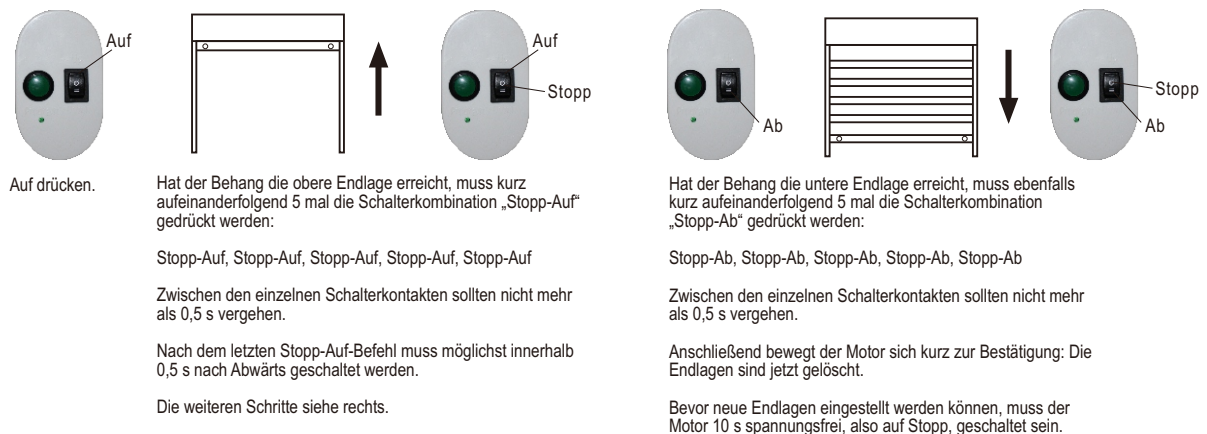 Auf
Auf drücken.
Auf
Stopp
Hat der Behang die obere Endlage erreicht, muss kurz
aufeinanderfolgend 5 mal die Schalterkombination „Stopp-Auf“
gedrückt werden:
Stopp-Auf, Stopp-Auf, Stopp-Auf, Stopp-Auf, Stopp-Auf
Zwischen den einzelnen Schalterkontakten sollten nicht mehr
als 0,5 s vergehen.
Nach dem letzten Stopp-Auf-Befehl muss möglichst innerhalb
0,5 s nach Abwärts geschaltet werden.
Die weiteren Schritte siehe rechts.
Ab
Stopp
Ab
Hat der Behang die untere Endlage erreicht, muss ebenfalls
kurz aufeinanderfolgend 5 mal die Schalterkombination
„Stopp-Ab“ gedrückt werden:
Stopp-Ab, Stopp-Ab, Stopp-Ab, Stopp-Ab, Stopp-Ab
Zwischen den einzelnen Schalterkontakten sollten nicht mehr
als 0,5 s vergehen.
Anschließend bewegt der Motor sich kurz zur Bestätigung: Die
Endlagen sind jetzt gelöscht.
Bevor neue Endlagen eingestellt werden können, muss der
Motor 10 s spannungsfrei, also auf Stopp, geschaltet sein.